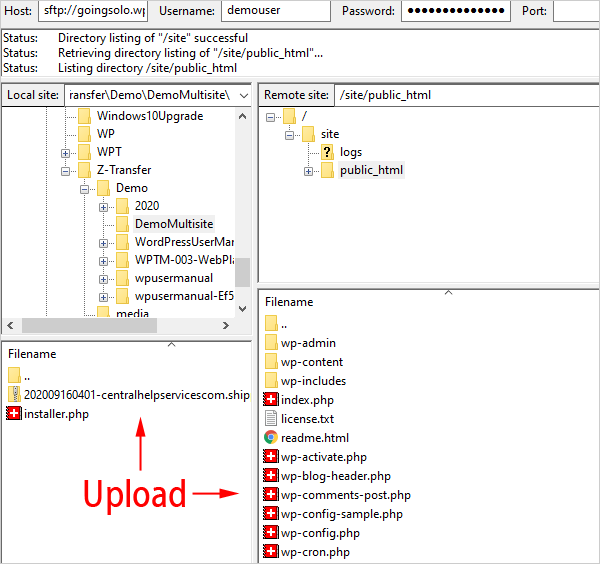 Host: sftp://goingsolo.wp Username: demouser Password: ●●●●●●●●●●●●●● Port:
Status: Directory listing of "/site" successful
Status: Retrieving directory listing of "/site/public_html"...
Status: Listing directory /site/public_html
Local site: ransfer\Demo\DemoMultisite\
Windows10Upgrade
WP
WPT
Z-Transfer
Demo
2020
DemoMultisite
WordPressUserMar
WPTM-003-WebPla
wpusermanual
wpusermanual-Ef5
media
Filename
..
202009160401-centralhelpservicescom.ship
installer.php
Upload
Remote site: /site/public_html
/
site
? logs
public_html
Filename
..
wp-admin
wp-content
wp-includes
index.php
license.txt
readme.html
wp-activate.php
wp-blog-header.php
wp-comments-post.php
wp-config-sample.php
wp-config.php
wp-cron.php